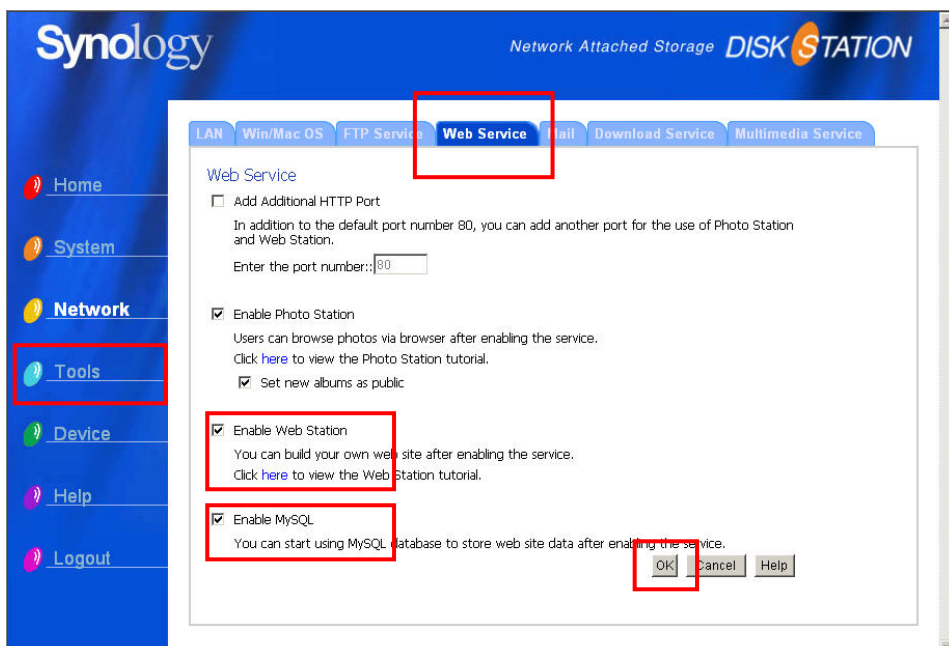 Synology
Network Attached Storage DISK STATION
LAN Win/Mac OS FTP Service Web Service Mail Download Service Multimedia Service
Home
System
Network
Tools
Device
Help
Logout
Web Service
Add Additional HTTP Port
In addition to the default port number 80, you can add another port for the use of Photo Station
and Web Station.
Enter the port number:: 80
Enable Photo Station
Users can browse photos via browser after enabling the service.
Click here to view the Photo Station tutorial.
Set new albums as public
Enable Web Station
You can build your own web site after enabling the service.
Click here to view the Web Station tutorial.
Enable MySQL
You can start using MySQL database to store web site data after enabling the service.
OK Cancel Help